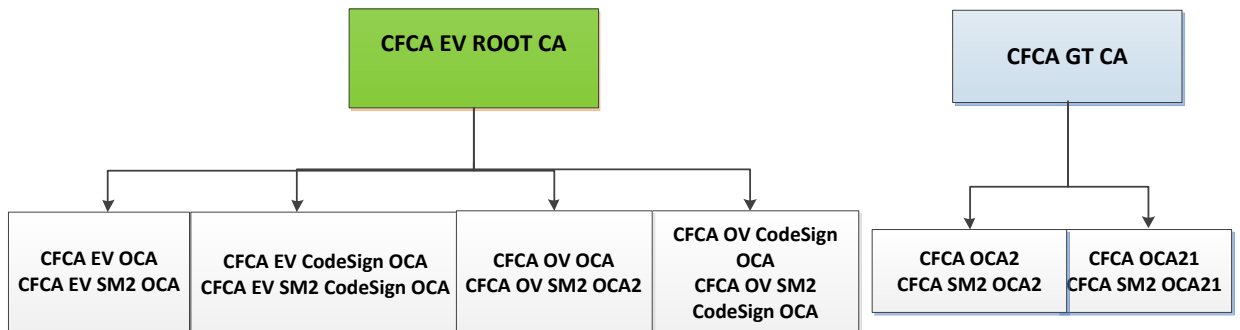 CFCA EV ROOT CA
CFCA GT CA
CFCA EV OCA
CFCA EV SM2 OCA
CFCA EV CodeSign OCA
CFCA EV SM2 CodeSign OCA
CFCA OV OCA
CFCA OV SM2 OCA2
CFCA OV CodeSign
OCA
CFCA OV SM2
CodeSign OCA
CFCA OCA2
CFCA SM2 OCA2
CFCA OCA21
CFCA SM2 OCA21